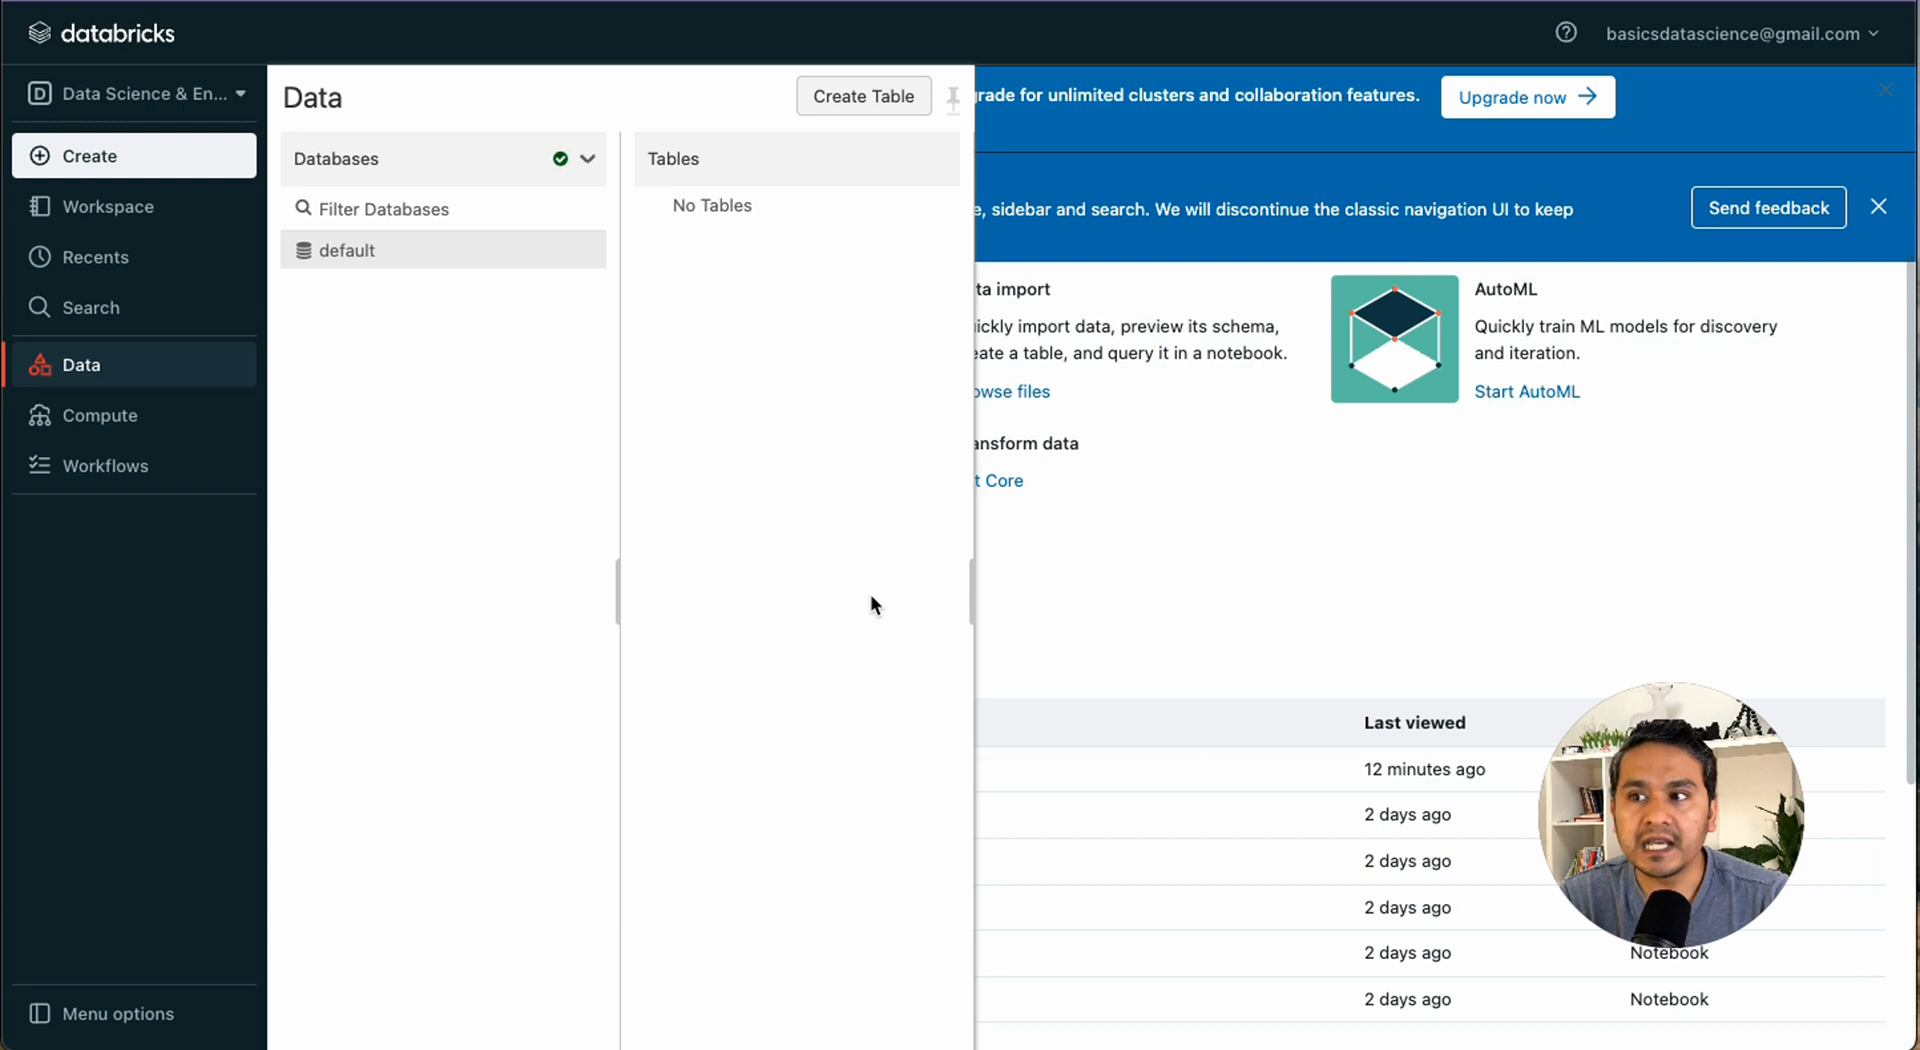 databricks
basicsdatascience@gmail.com
Data Science & En...
Create
Workspace
Recents
Search
Data
Compute
Workflows
Menu options
Data
Create Table
Databases
Filter Databases
default
Tables
No Tables
grade for unlimited clusters and collaboration features.
Upgrade now
e, sidebar and search. We will discontinue the classic navigation UI to keep
Send feedback
ta import
ickly import data, preview its schema,
eate a table, and query it in a notebook.
owse files
AutoML
Quickly train ML models for discovery
and iteration.
Start AutoML
ansform data
t Core
Last viewed
12 minutes ago
2 days ago
2 days ago
2 days ago
2 days ago Notebook
2 days ago Notebook